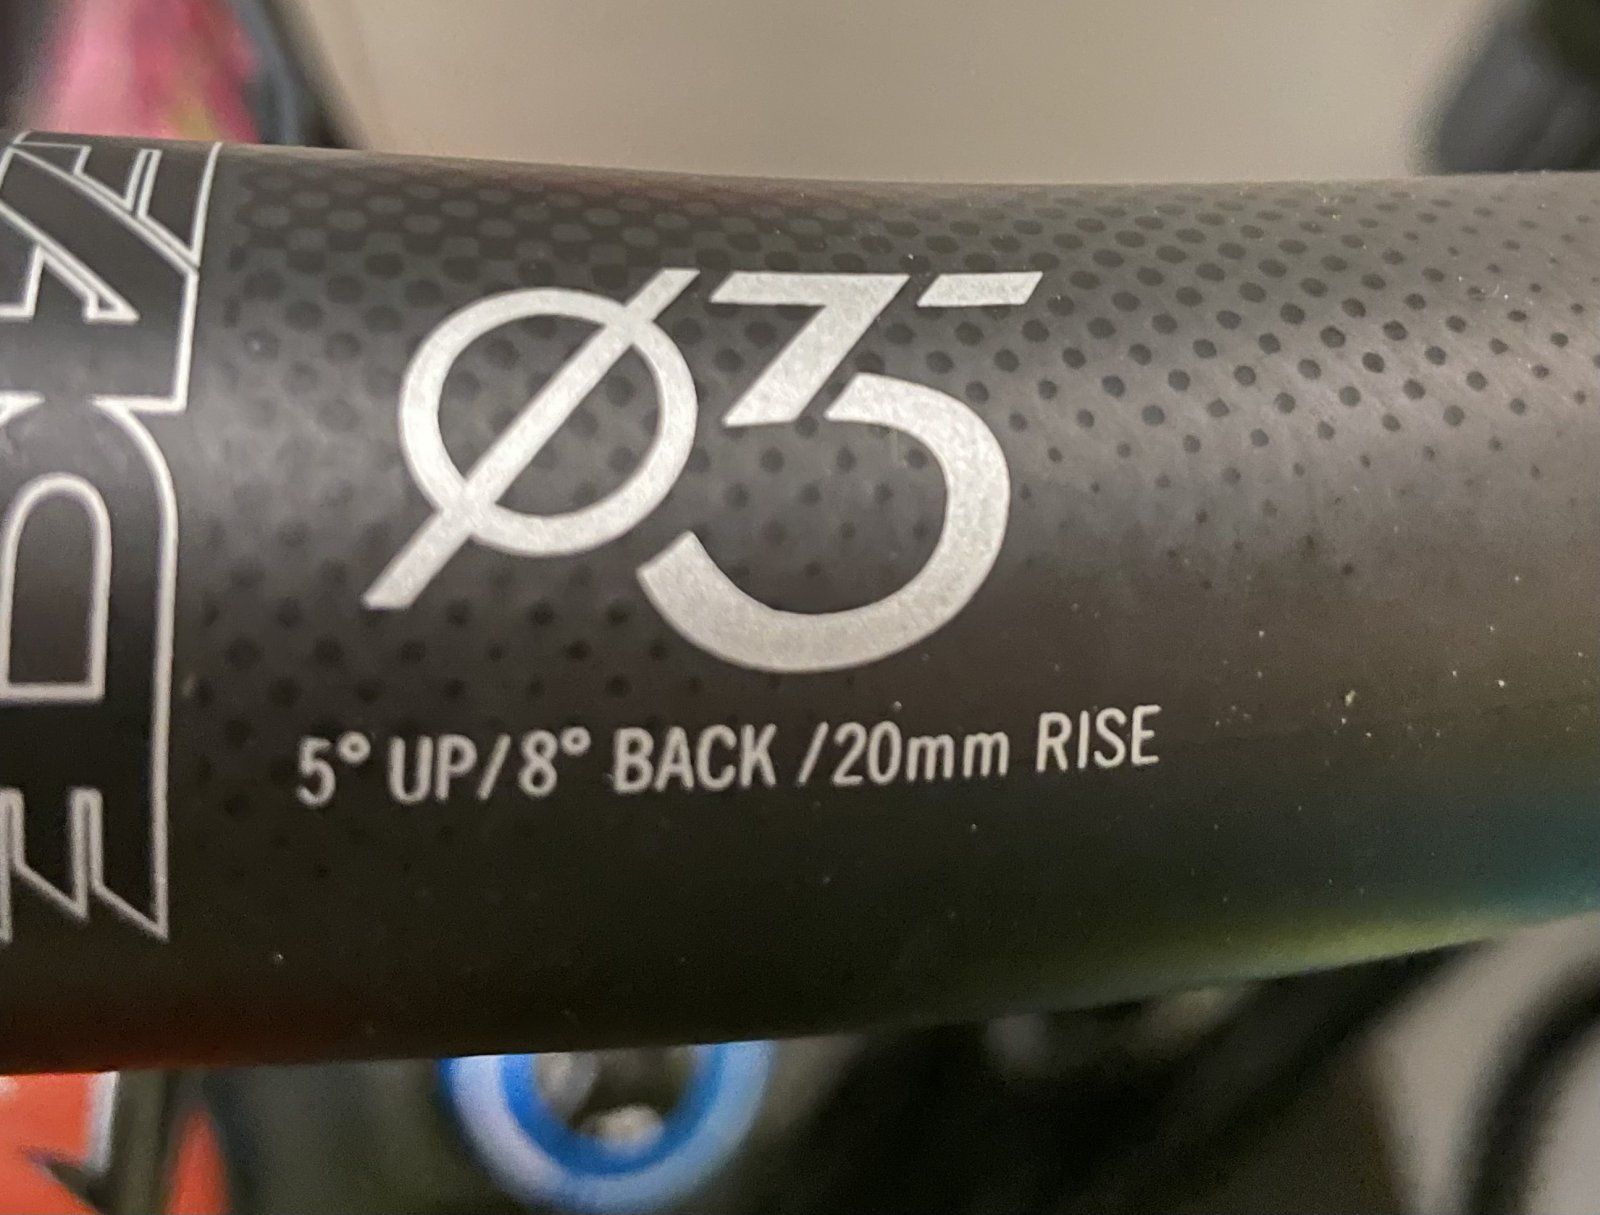 Ø35
5° UP/8° BACK /20mm RISE